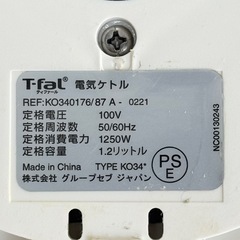 T-fal 電気ケトル
ティファール
REF:KO340176/87 A - 0221
定格電圧 100V
定格周波数 50/60Hz
定格消費電力 1250W
容量 1.2リットル
Made in China TYPE KO34*
株式会社 グループセブ ジャパン
PS
E
NC00130243